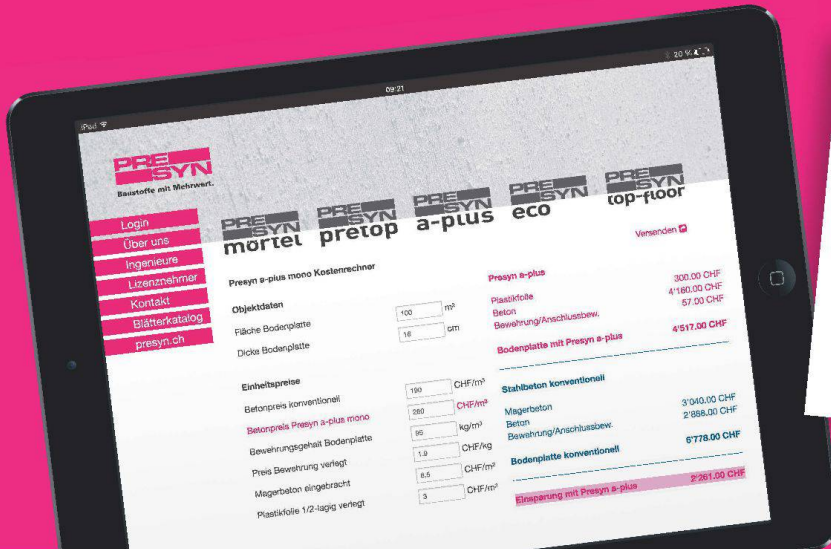 iPad
09:21
20 %
PRE
SYN
Baustoffe mit Mehrwert.
Login
Über uns
Ingenieure
Lizenznehmer
Kontakt
Blätterkatalog
presyn.ch
PRE SYN mörtel
PRE SYN pretop
PRE SYN a-plus
PRE SYN eco
PRE SYN top-floor
Versenden
Presyn a-plus mono Kostenrechner
Objektdaten
Fläche Bodenplatte 100 m²
Dicke Bodenplatte 16 cm
Einheitspreise
Betonpreis konventionell 190 CHF/m³
Betonpreis Presyn a-plus mono 260 CHF/m³
Bewehrungsgehalt Bodenplatte 95 kg/m³
Preis Bewehrung verlegt 1.9 CHF/kg
Magerbeton eingebracht 8.5 CHF/m²
Plastikfolie 1/2-lagig verlegt 3 CHF/m²
Presyn a-plus
Plastikfolie 300.00 CHF
Beton 4'160.00 CHF
Bewehrung/Anschlussbew. 57.00 CHF
Bodenplatte mit Presyn a-plus 4'517.00 CHF
Stahlbeton konventionell
Magerbeton
Beton 3'040.00 CHF
Bewehrung/Anschlussbew. 2'888.00 CHF
Bodenplatte konventionell 6'778.00 CHF
Einsparung mit Presyn a-plus 2'261.00 CHF